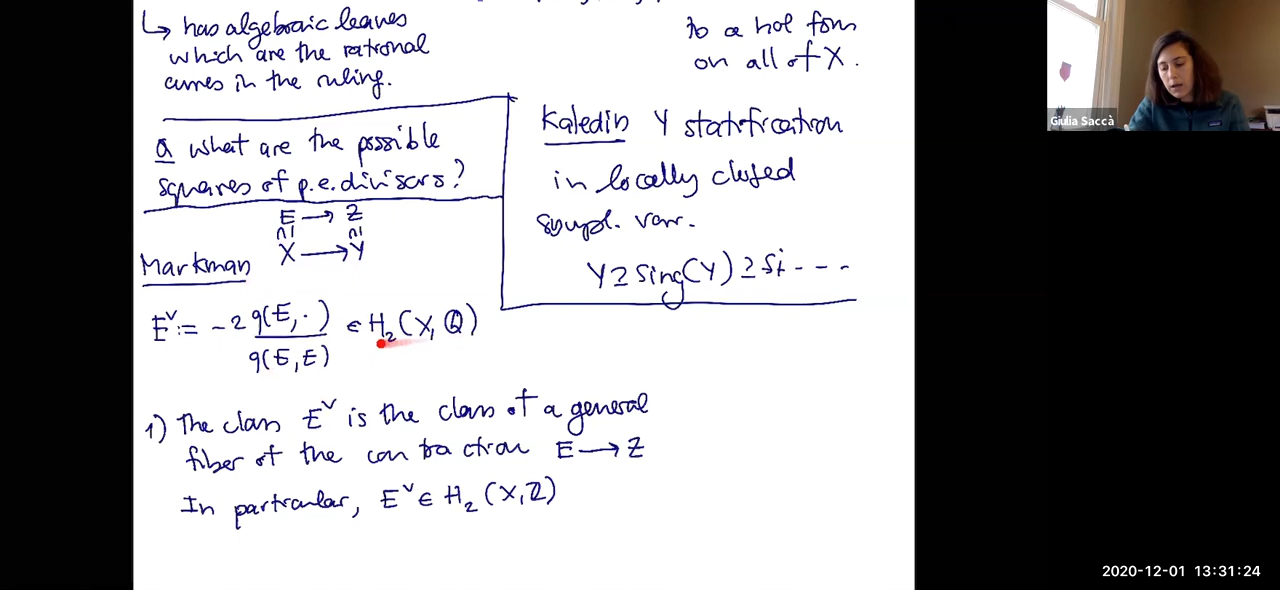 ↳ has algebraic leaves
which are the rational
curves in the ruling.
to a hol form
on all of X.
Q What are the possible
squares of p.e. divisors?
Kaledin Y stratification
in locally closed
sympl. var.
Y ⊇ Sing(Y) ⊇ Si - - -
E → Z
⊆ ⊆
X → Y
Markman
E^∨ := -2 q(E, ·) / q(E, E) ∈ H_2(X, Q)
1) The class E^∨ is the class of a general
fiber of the contraction E → Z
In particular, E^∨ ∈ H_2(X, Z)
Giulia Saccà
2020-12-01 13:31:24